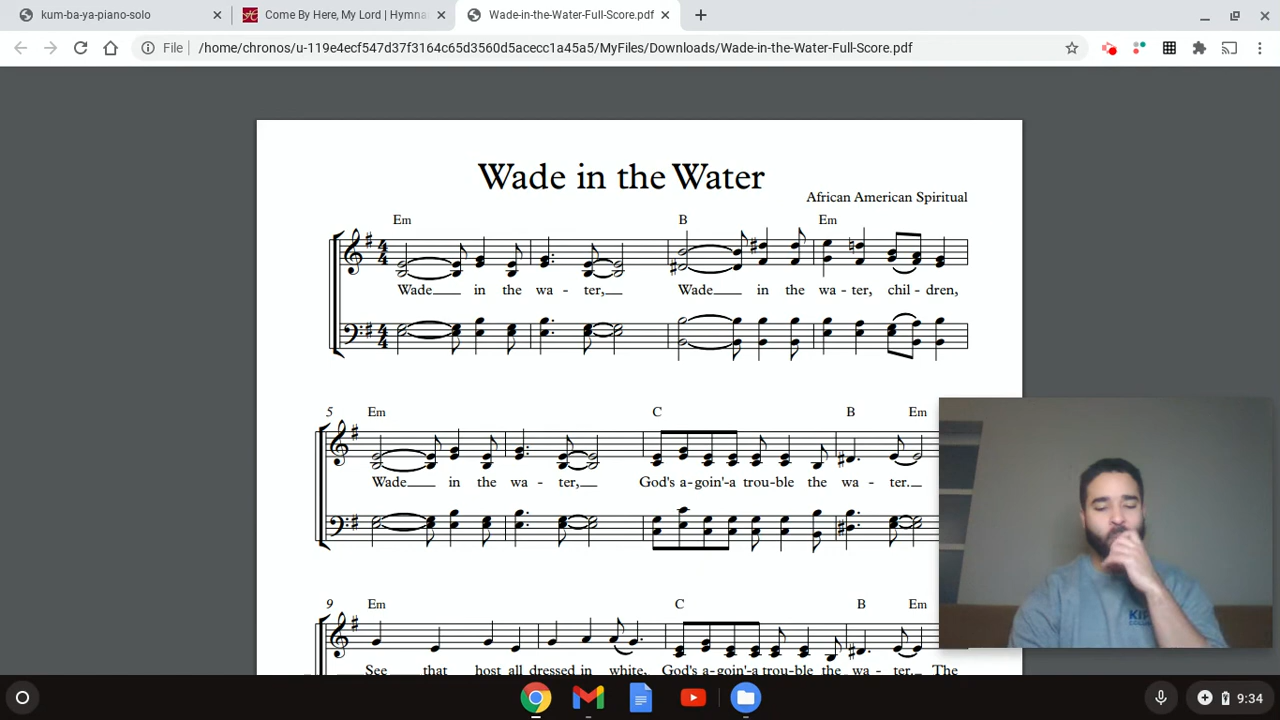 kum-ba-ya-piano-solo
Come By Here, My Lord | Hymna
Wade-in-the-Water-Full-Score.pdf
File
/home/chronos/u-119e4ecf547d37f3164c65d3560d5acecc1a45a5/MyFiles/Downloads/Wade-in-the-Water-Full-Score.pdf
Wade in the Water
African American Spiritual
Em B Em
4 4
Wade in the wa - ter, Wade in the wa - ter, chil - dren,
4 4
5 Em C B Em
Wade in the wa - ter, God's a-goin'-a trou-ble the wa - ter.
9 Em C B Em
See that host all dressed in white, God's a-goin'-a trou-ble the wa - ter. The
9:34